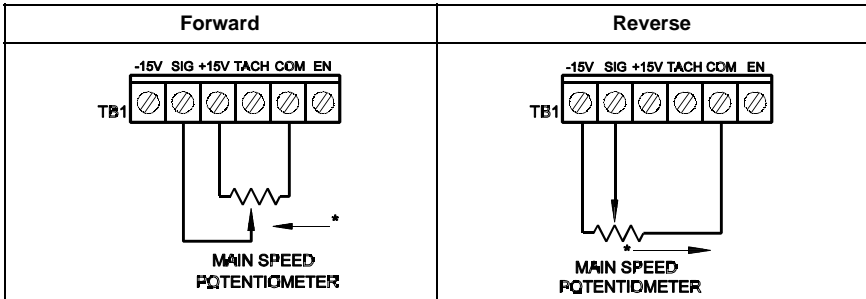 Forward
Reverse
-15V SIG +15V TACH COM EN
TB1
*
MAIN SPEED
POTENTIOMETER
-15V SIG +15V TACH COM EN
TB1
*
MAIN SPEED
POTENTIOMETER